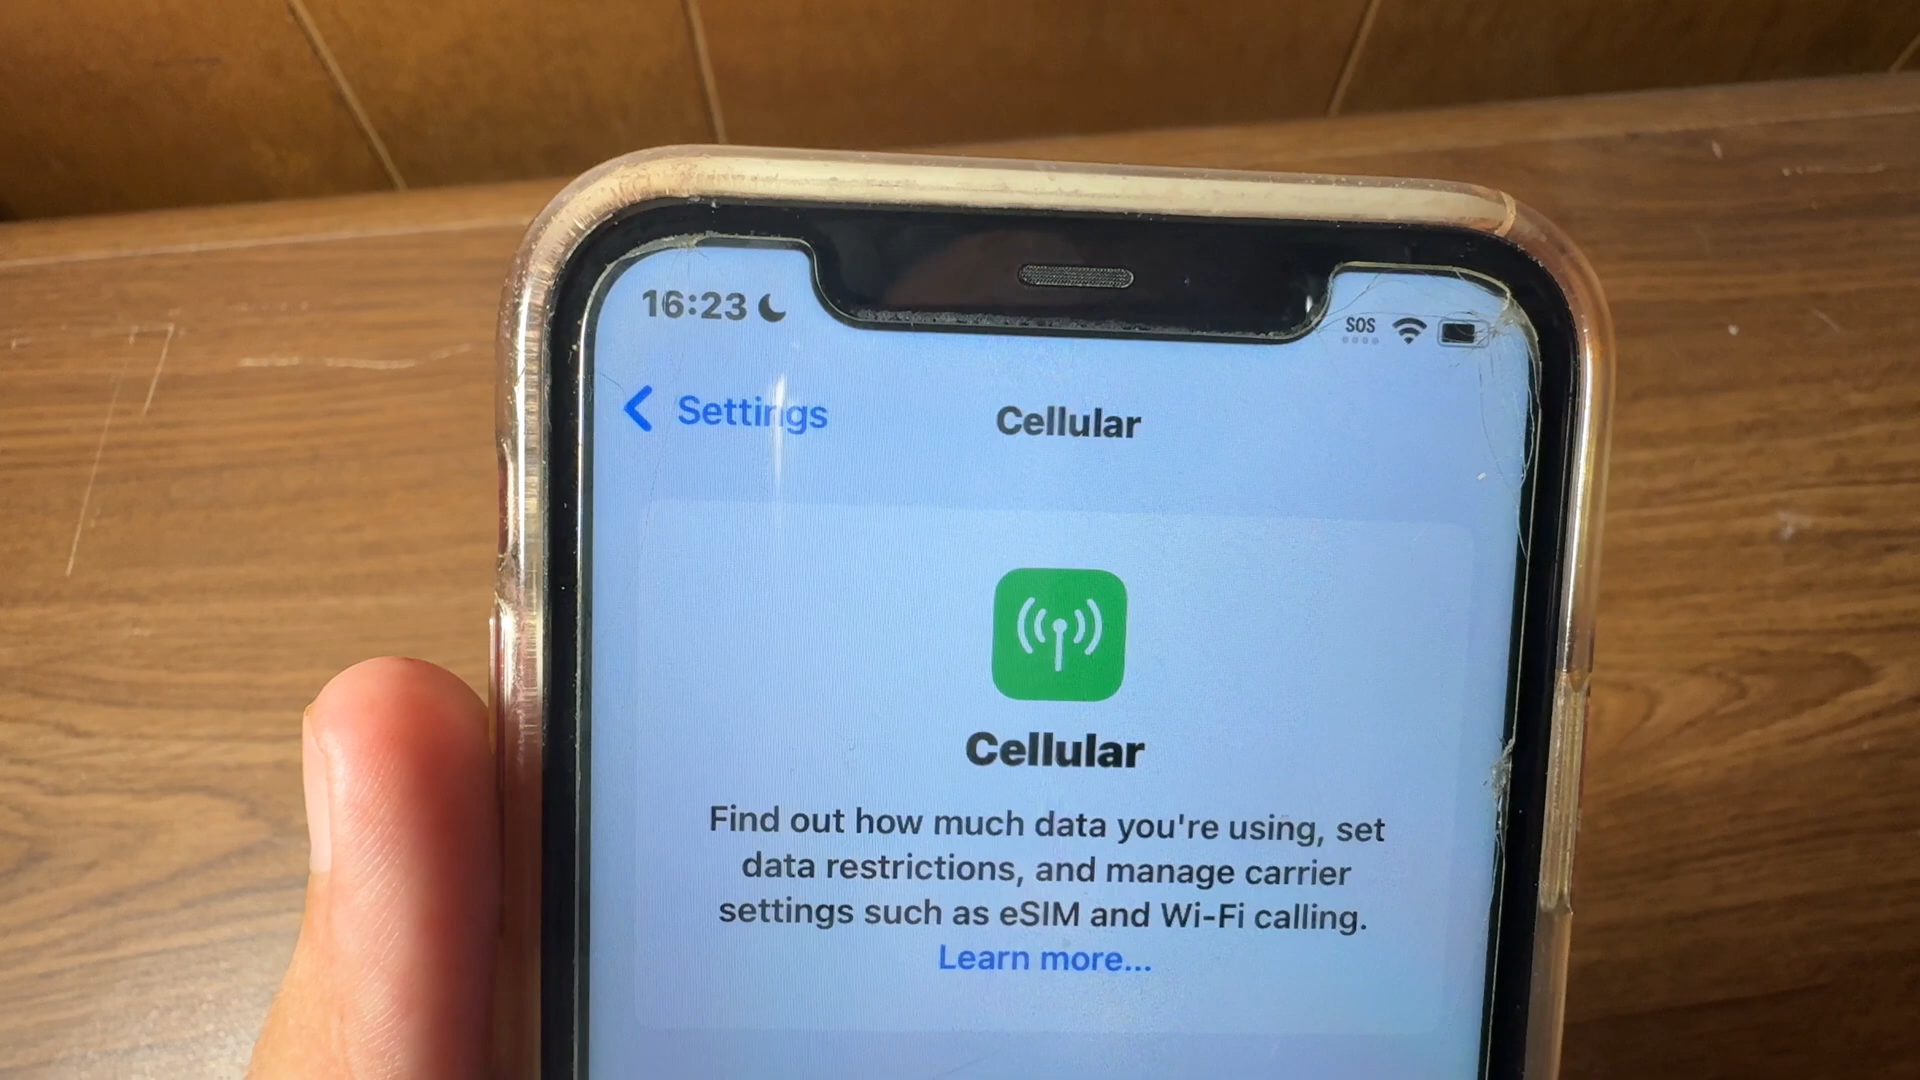 16:23
SOS
Settings
Cellular
Cellular
Find out how much data you're using, set
data restrictions, and manage carrier
settings such as eSIM and Wi-Fi calling.
Learn more...